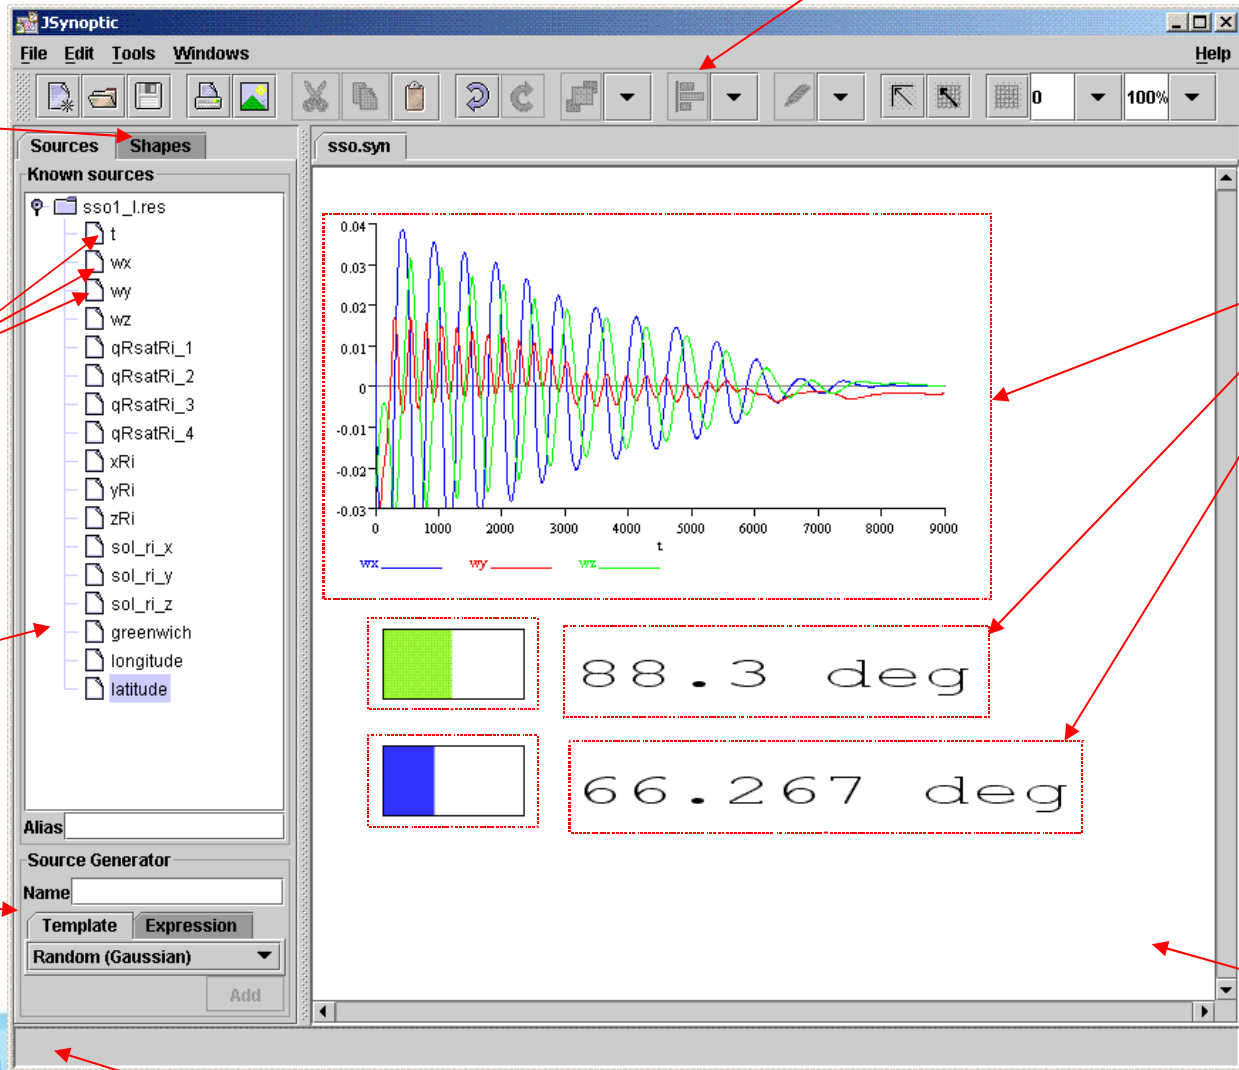 JSynoptic
File Edit Tools Windows Help
0 100%
Sources Shapes
sso.syn
Known sources
sso1_l.res
t
wx
wy
wz
qRsatRi_1
qRsatRi_2
qRsatRi_3
qRsatRi_4
xRi
yRi
zRi
sol_ri_x
sol_ri_y
sol_ri_z
greenwich
longitude
latitude
Alias
Source Generator
Name
Template Expression
Random (Gaussian)
Add
0.04
0.03
0.02
0.01
0
-0.01
-0.02
-0.03
0 1000 2000 3000 4000 5000 6000 7000 8000 9000
t
wx wy wz
88.3 deg
66.267 deg